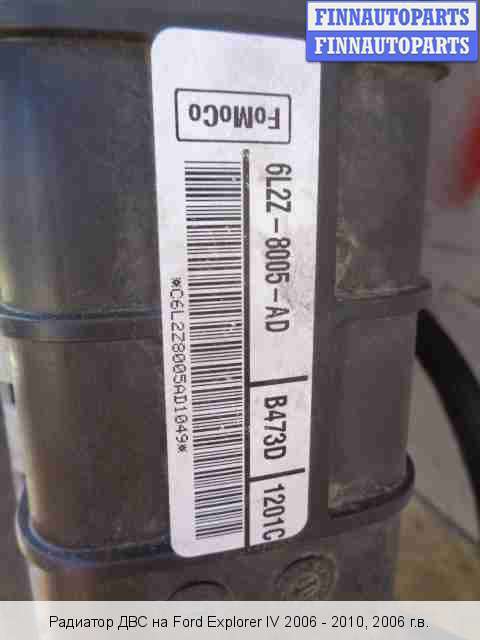 FINNAUTOPARTS
FINNAUTOPARTS
FoMoCo
6L2Z-8005-AD
B473D
1201C
*C6L2Z8005AD1049*
Радиатор ДВС на Ford Explorer IV 2006 - 2010, 2006 г.в.